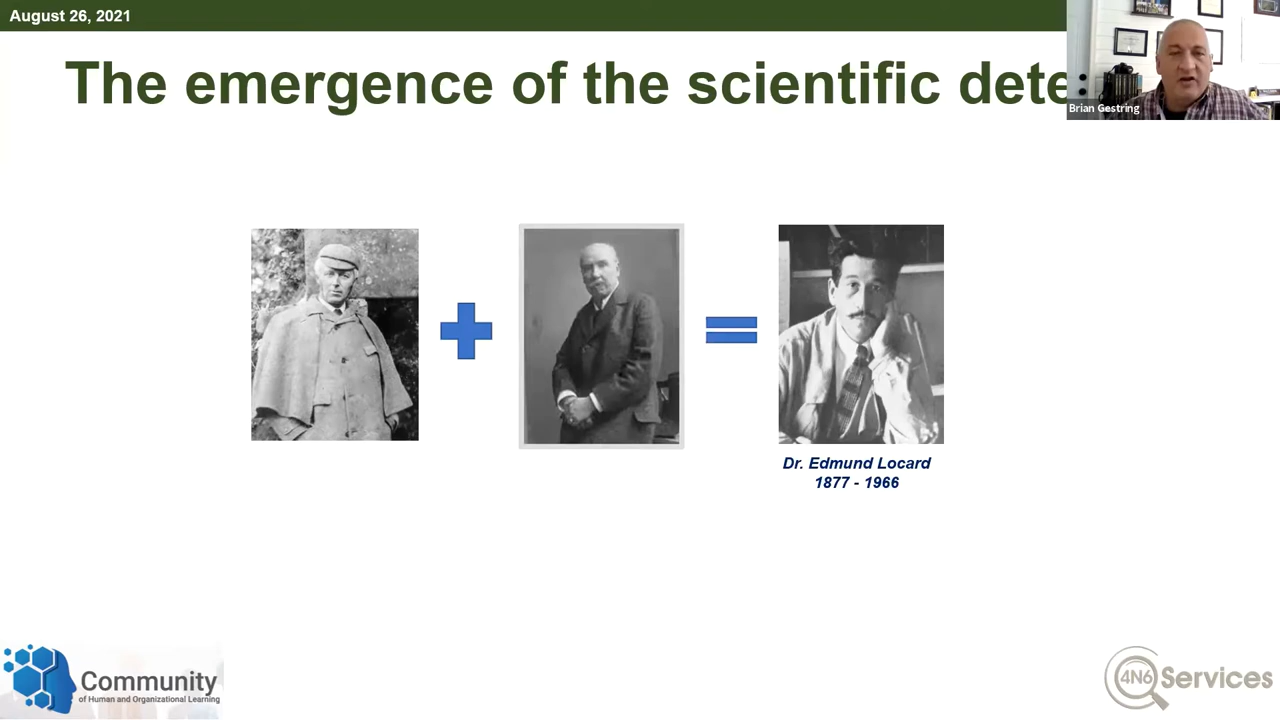 August 26, 2021
The emergence of the scientific dete
Brian Gestring
Dr. Edmund Locard
1877 - 1966
Community
of Human and Organizational Learning
4N6 Services